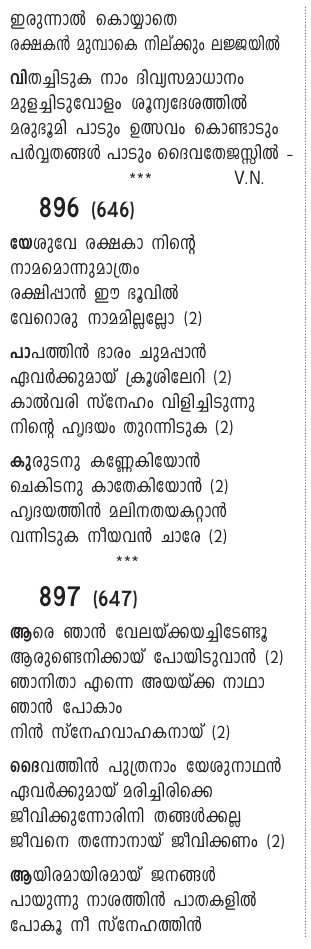 ഇരുന്നാൽ കൊയ്യാതെ
രക്ഷകൻ മുമ്പാകെ നില്ക്കും ലജ്ജയിൽ
വിതച്ചിടുക നാം ദിവ്യസമാധാനം
മുളച്ചിടുവോളം ശൂന്യദേശത്തിൽ
മരുഭൂമി പാടും ഉത്സവം കൊണ്ടാടും
പർവ്വതങ്ങൾ പാടും ദൈവതേജസ്സിൽ -
*** V.N.
896 (646)
യേശുവേ രക്ഷകാ നിന്റെ
നാമമൊന്നുമാത്രം
രക്ഷിപ്പാൻ ഈ ഭൂവിൽ
വേറൊരു നാമമില്ലല്ലോ (2)
പാപത്തിൻ ഭാരം ചുമപ്പാൻ
ഏവർക്കുമായ് ക്രൂശിലേറി (2)
കാൽവരി സ്നേഹം വിളിച്ചിടുന്നു
നിന്റെ ഹൃദയം തുറന്നിടുക (2)
കുരുടനു കണ്ണേകിയോൻ
ചെകിടനു കാതേകിയോൻ (2)
ഹൃദയത്തിൻ മലിനതയകറ്റാൻ
വന്നിടുക നീയവൻ ചാരേ (2)
***
897 (647)
ആരെ ഞാൻ വേലയ്ക്കയച്ചിടേണ്ടൂ
ആരുണ്ടെനിക്കായ് പോയിടുവാൻ (2)
ഞാനിതാ എന്നെ അയയ്ക്ക നാഥാ
ഞാൻ പോകാം
നിൻ സ്നേഹവാഹകനായ് (2)
ദൈവത്തിൻ പുത്രനാം യേശുനാഥൻ
ഏവർക്കുമായ് മരിച്ചിരിക്കെ
ജീവിക്കുന്നോരിനി തങ്ങൾക്കല്ല
ജീവനെ തന്നോനായ് ജീവിക്കണം (2)
ആയിരമായിരമായ് ജനങ്ങൾ
പായുന്നു നാശത്തിൻ പാതകളിൽ
പോകൂ നീ സ്നേഹത്തിൻ